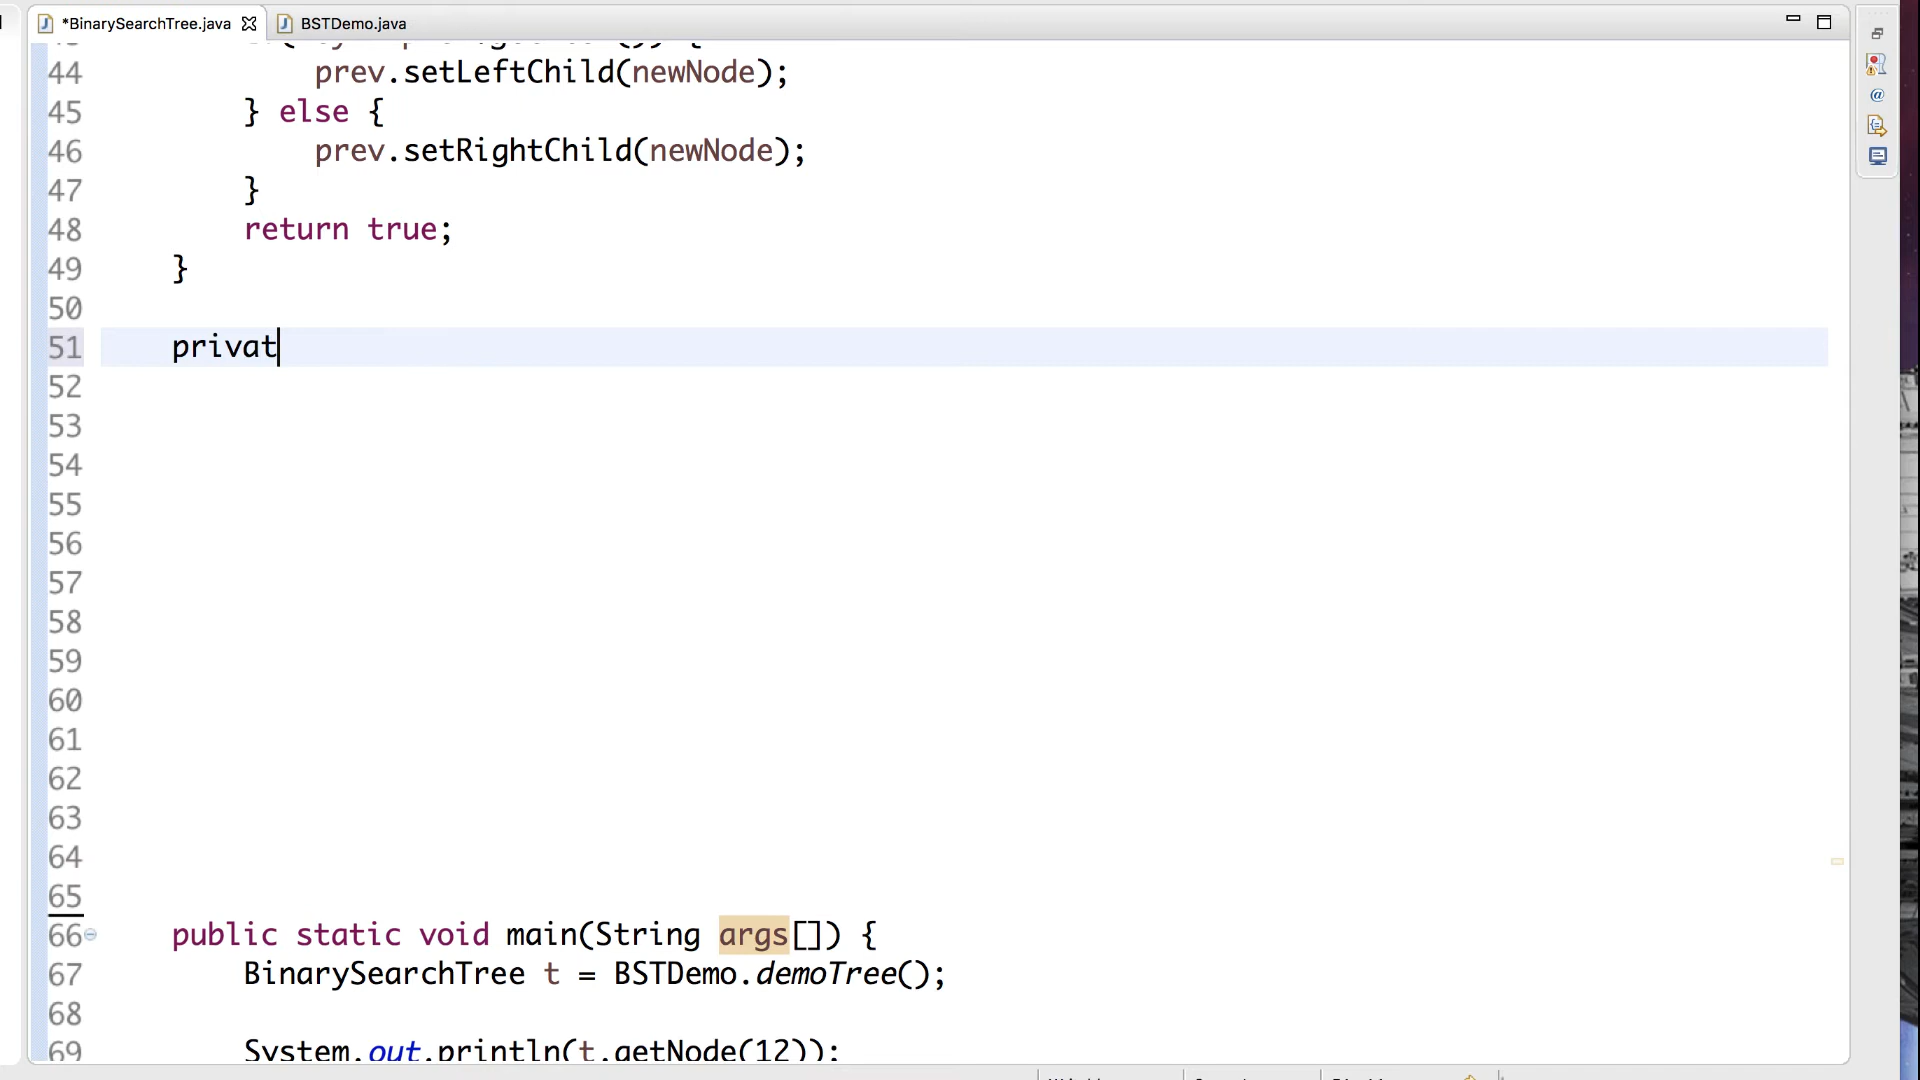 *BinarySearchTree.java BSTDemo.java
44 prev.setLeftChild(newNode);
45 } else {
46 prev.setRightChild(newNode);
47 }
48 return true;
49 }
50
51 privat
52
53
54
55
56
57
58
59
60
61
62
63
64
65
66 public static void main(String args[]) {
67 BinarySearchTree t = BSTDemo.demoTree();
68
69 System.out.println(t.getNode(12));